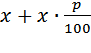 x + x · p/100